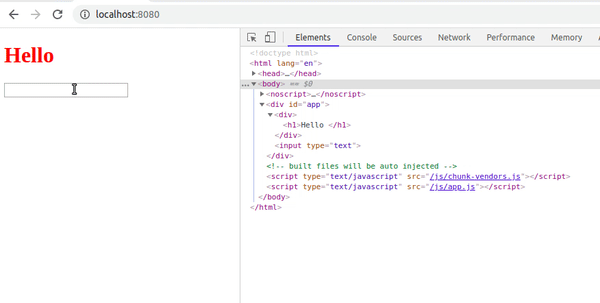 localhost:8080
Hello
Elements Console Sources Network Performance Memory
<!doctype html>
<html lang="en">
<head>…</head>
<body> == $0
<noscript>…</noscript>
<div id="app">
<div>
<h1>Hello </h1>
</div>
<input type="text">
</div>
<!-- built files will be auto injected -->
<script type="text/javascript" src="/js/chunk-vendors.js"></script>
<script type="text/javascript" src="/js/app.js"></script>
</body>
</html>